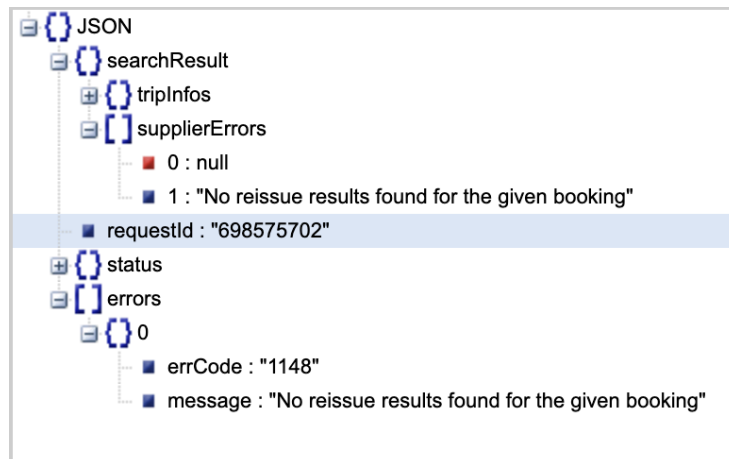 {} JSON
{} searchResult
{} tripInfos
[] supplierErrors
0 : null
1 : "No reissue results found for the given booking"
requestId : "698575702"
{} status
[] errors
{} 0
errCode : "1148"
message : "No reissue results found for the given booking"